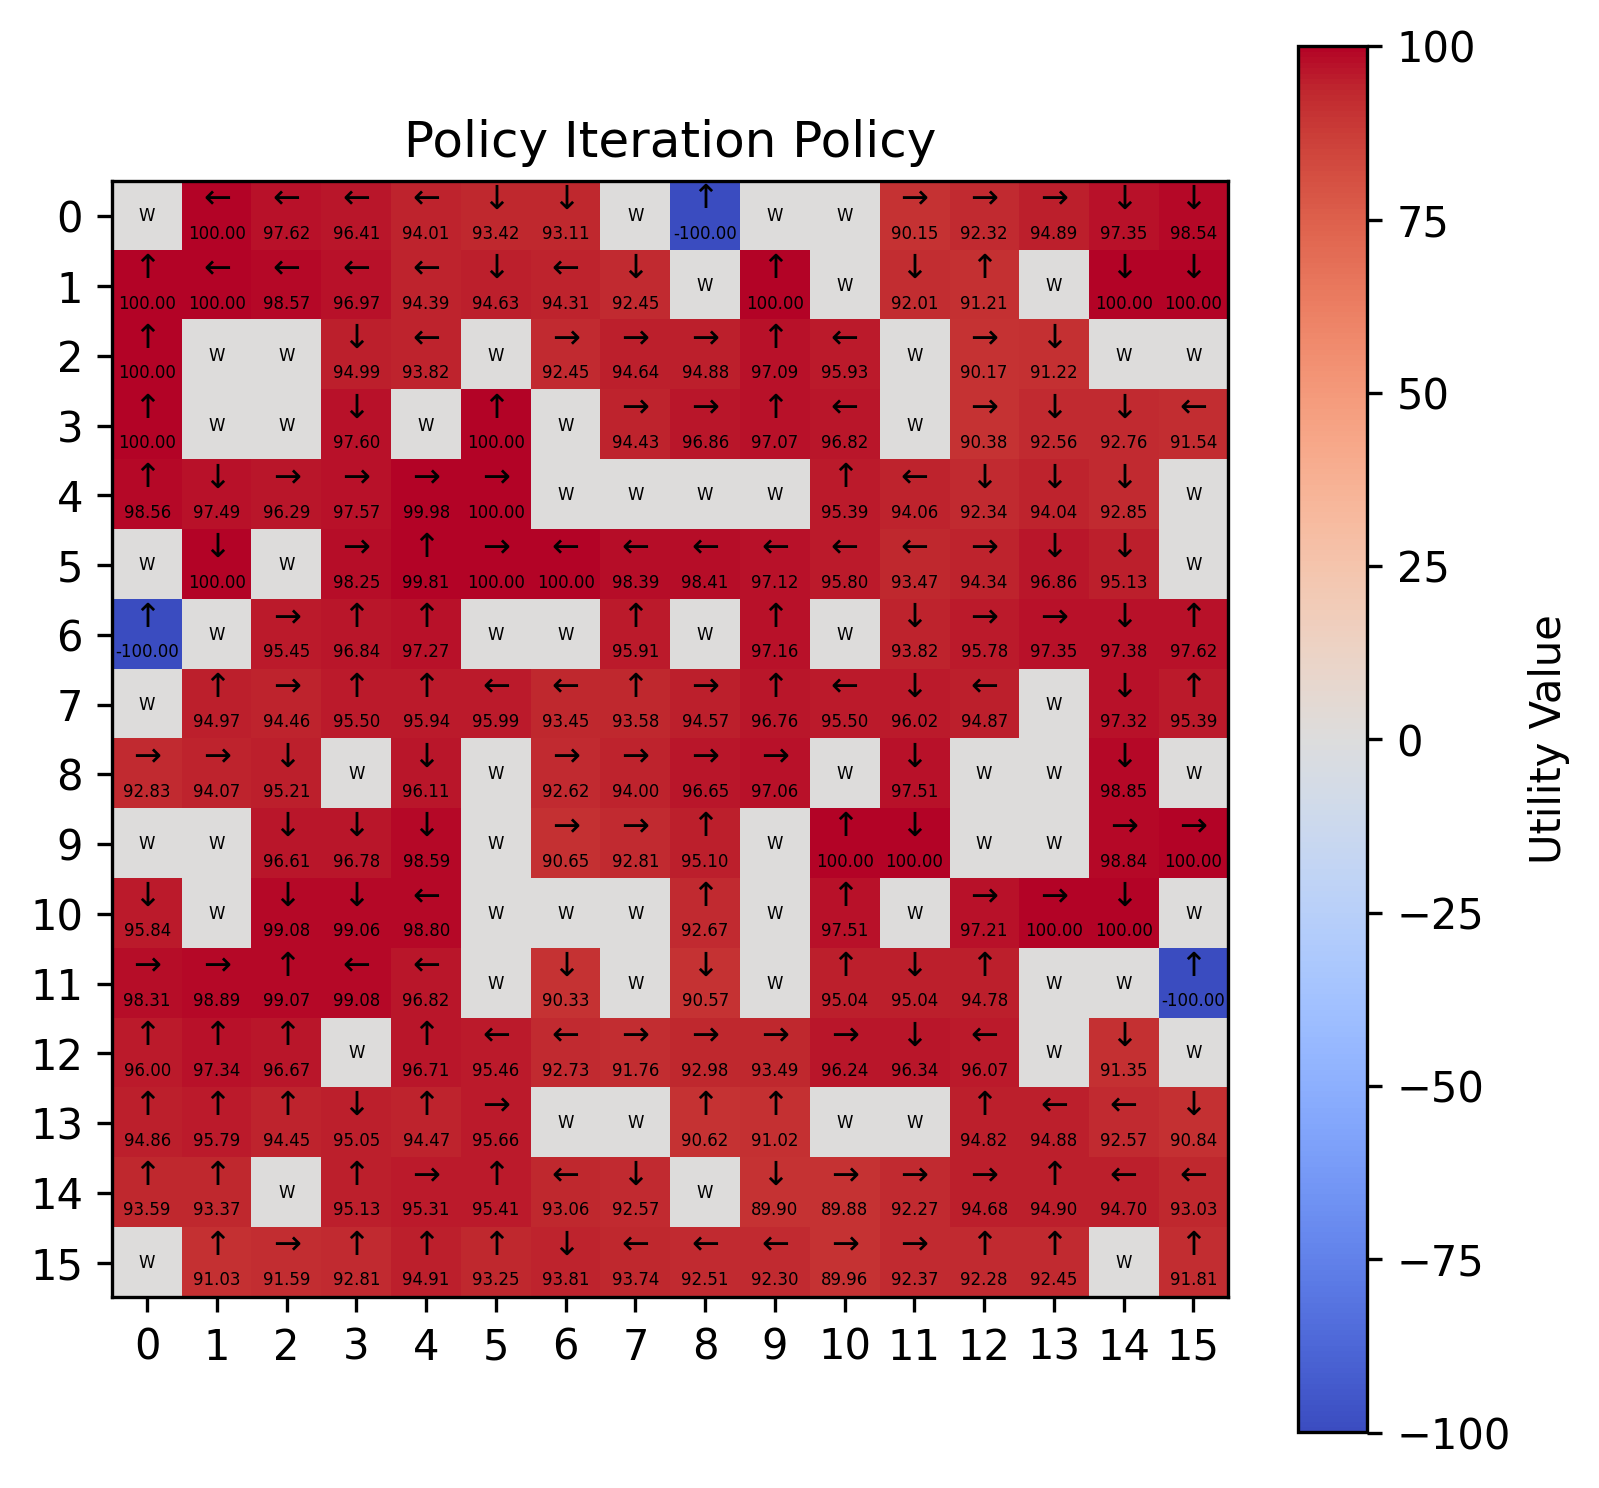 Policy Iteration Policy
0 W ← 100.00 ← 97.62 ← 96.41 ← 94.01 ↓ 93.42 ↓ 93.11 W ↑ -100.00 W W → 90.15 → 92.32 → 94.89 ↓ 97.35 ↓ 98.54
1 ↑ 100.00 ← 100.00 ← 98.57 ← 96.97 ← 94.39 ↓ 94.63 ← 94.31 ↓ 92.45 W ↑ 100.00 W ↓ 92.01 ↑ 91.21 W ↓ 100.00 ↓ 100.00
2 ↑ 100.00 W W ↓ 94.99 ← 93.82 W → 92.45 → 94.64 → 94.88 ↑ 97.09 ← 95.93 W → 90.17 ↓ 91.22 W W
3 ↑ 100.00 W W ↓ 97.60 W ↑ 100.00 W → 94.43 → 96.86 ↑ 97.07 ← 96.82 W → 90.38 ↓ 92.56 ↓ 92.76 ← 91.54
4 ↑ 98.56 ↓ 97.49 → 96.29 → 97.57 → 99.98 → 100.00 W W W W ↑ 95.39 ← 94.06 ↓ 92.34 ↓ 94.04 ↓ 92.85 W
5 W ↓ 100.00 W → 98.25 ↑ 99.81 → 100.00 ← 100.00 ← 98.39 ← 98.41 ← 97.12 ← 95.80 ← 93.47 → 94.34 ↓ 96.86 ↓ 95.13 W
6 ↑ -100.00 W → 95.45 ↑ 96.84 ↑ 97.27 W W ↑ 95.91 W ↑ 97.16 W ↓ 93.82 → 95.78 → 97.35 ↓ 97.38 ↑ 97.62
7 W ↑ 94.97 → 94.46 ↑ 95.50 ↑ 95.94 ← 95.99 ← 93.45 ↑ 93.58 → 94.57 ↑ 96.76 ← 95.50 ↓ 96.02 ← 94.87 W ↓ 97.32 ↑ 95.39
8 → 92.83 → 94.07 ↓ 95.21 W ↓ 96.11 W → 92.62 → 94.00 → 96.65 → 97.06 W ↓ 97.51 W W ↓ 98.85 W
9 W W ↓ 96.61 ↓ 96.78 ↓ 98.59 W → 90.65 → 92.81 ↑ 95.10 W ↑ 100.00 ↓ 100.00 W W → 98.84 → 100.00
10 ↓ 95.84 W ↓ 99.08 ↓ 99.06 ← 98.80 W W W ↑ 92.67 W ↑ 97.51 W → 97.21 → 100.00 ↓ 100.00 W
11 → 98.31 → 98.89 ↑ 99.07 ← 99.08 ← 96.82 W ↓ 90.33 W ↓ 90.57 W ↑ 95.04 ↓ 95.04 ↑ 94.78 W W ↑ -100.00
12 ↑ 96.00 ↑ 97.34 ↑ 96.67 W ↑ 96.71 ← 95.46 ← 92.73 → 91.76 → 92.98 → 93.49 → 96.24 ↓ 96.34 ← 96.07 W ↓ 91.35 W
13 ↑ 94.86 ↑ 95.79 ↑ 94.45 ↓ 95.05 ↑ 94.47 → 95.66 W W ↑ 90.62 ↑ 91.02 W W ↑ 94.82 ← 94.88 ← 92.57 ↓ 90.84
14 ↑ 93.59 ↑ 93.37 W ↑ 95.13 → 95.31 ↑ 95.41 ← 93.06 ↓ 92.57 W ↓ 89.90 → 89.88 → 92.27 → 94.68 ↑ 94.90 ← 94.70 ← 93.03
15 W ↑ 91.03 → 91.59 ↑ 92.81 ↑ 94.91 ↑ 93.25 ↓ 93.81 ← 93.74 ← 92.51 ← 92.30 → 89.96 → 92.37 ↑ 92.28 ↑ 92.45 W ↑ 91.81
0 1 2 3 4 5 6 7 8 9 10 11 12 13 14 15
100
75
50
25
0
−25
−50
−75
−100
Utility Value